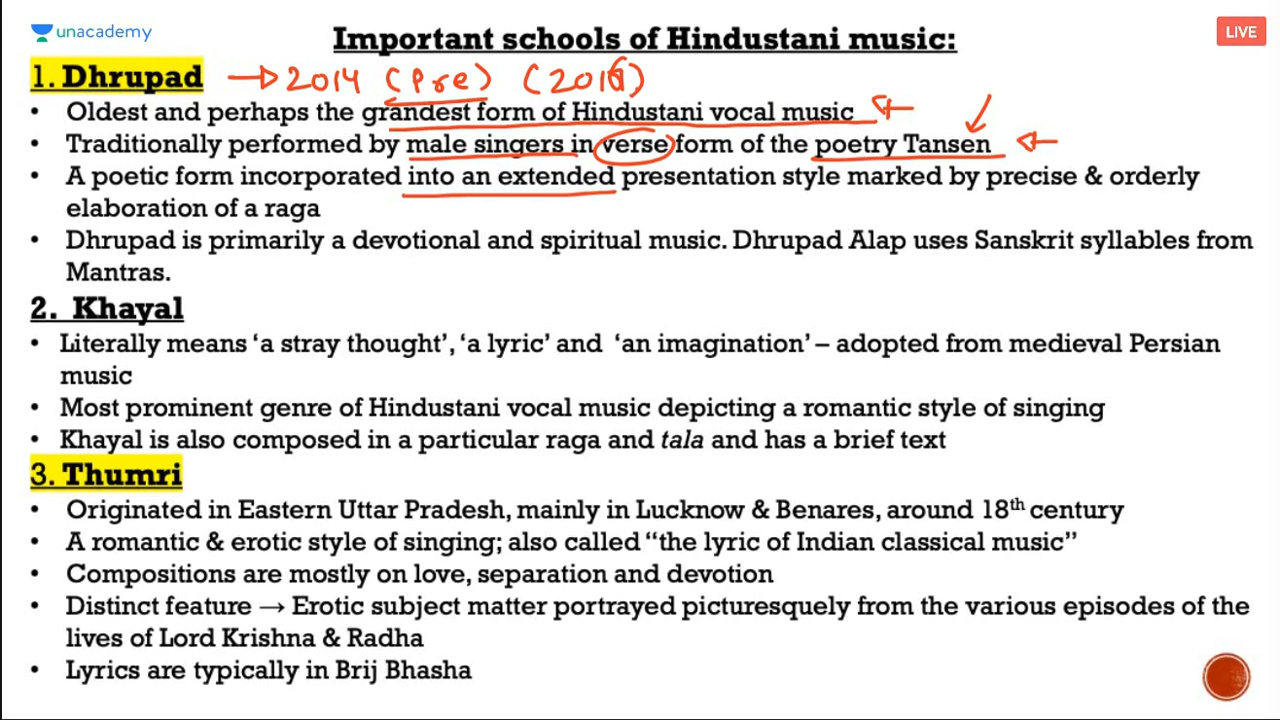 unacademy
LIVE
Important schools of Hindustani music:
1. Dhrupad → 2014 (Pre) (2016)
• Oldest and perhaps the grandest form of Hindustani vocal music
• Traditionally performed by male singers in verse form of the poetry Tansen
• A poetic form incorporated into an extended presentation style marked by precise & orderly
elaboration of a raga
• Dhrupad is primarily a devotional and spiritual music. Dhrupad Alap uses Sanskrit syllables from
Mantras.
2. Khayal
• Literally means ‘a stray thought’, ‘a lyric’ and ‘an imagination’ – adopted from medieval Persian
music
• Most prominent genre of Hindustani vocal music depicting a romantic style of singing
• Khayal is also composed in a particular raga and tala and has a brief text
3. Thumri
• Originated in Eastern Uttar Pradesh, mainly in Lucknow & Benares, around 18th century
• A romantic & erotic style of singing; also called “the lyric of Indian classical music”
• Compositions are mostly on love, separation and devotion
• Distinct feature → Erotic subject matter portrayed picturesquely from the various episodes of the
lives of Lord Krishna & Radha
• Lyrics are typically in Brij Bhasha